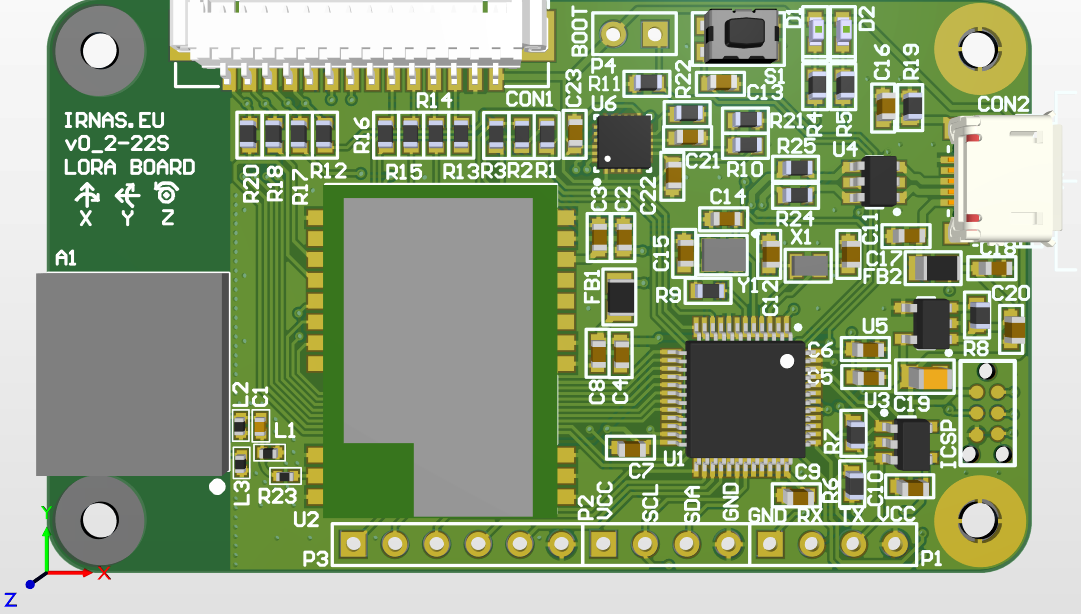 BOOT
D1
D2
P4
R11
R22
S1
C13
C16
R19
R14
CON1
C23
U6
CON2
IRNAS.EU
v0_2-22S
LORA BOARD
X Y Z
R16
R21
R4
R5
R25
U4
C21
R10
R20
R18
R17
R12
R15
R13
R3
R2
R1
C3
C2
C22
C14
R24
X1
C11
C15
C17
C18
A1
FB1
R9
Y1
C12
FB2
C20
U5
C6
R8
C5
C8
C4
U3
C19
L2
C1
L1
R7
ICSP
U1
C7
C9
L3
R23
R6
C10
U2
P2
VCC
SCL
SDA
GND
GND RX TX VCC
P3
P1
Y
X
Z